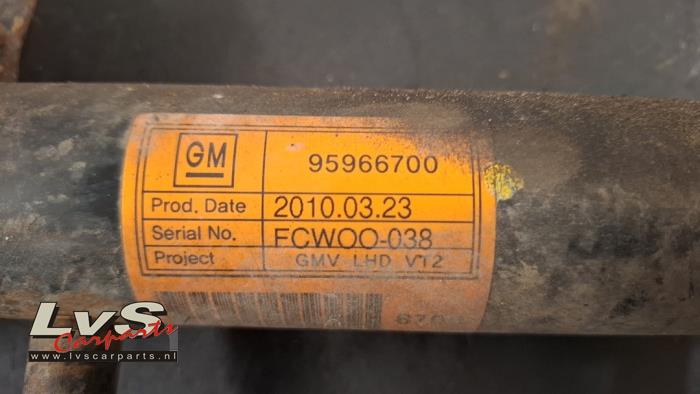 GM 95966700
Prod. Date 2010.03.23
Serial No. FCWOO-038
Project GMV LHD VT2
LvS
Carparts
www.lvscarparts.nl